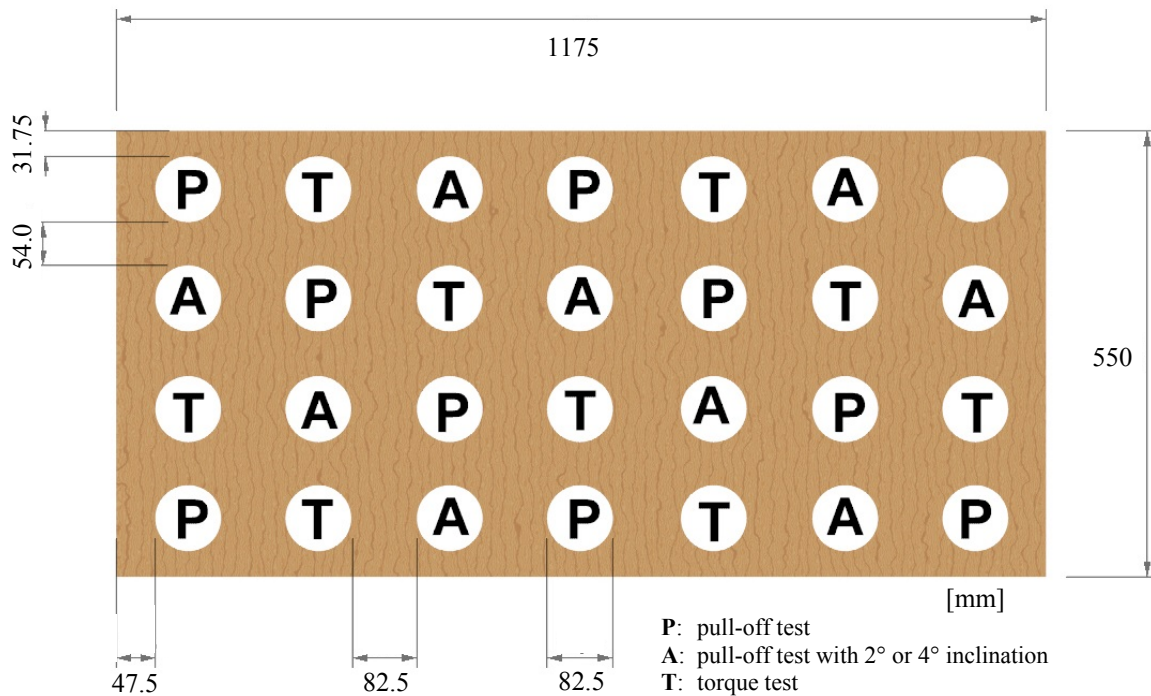 1175
31.75
P T A P T A
54.0
A P T A P T A
550
T A P T A P T
P T A P T A P
[mm]
P: pull-off test
A: pull-off test with 2° or 4° inclination
T: torque test
47.5 82.5 82.5